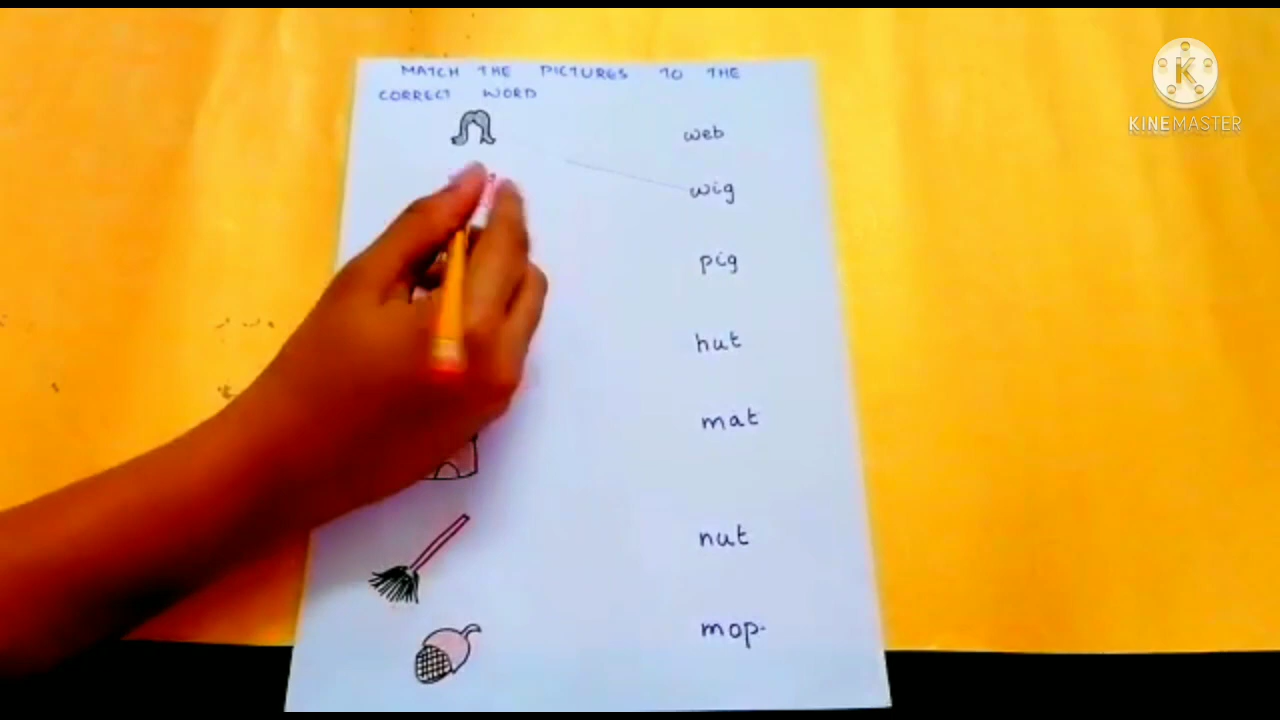 MATCH THE PICTURES TO THE
CORRECT WORD
web
wig
pig
hut
mat
nut
mop.
K
KINEMASTER